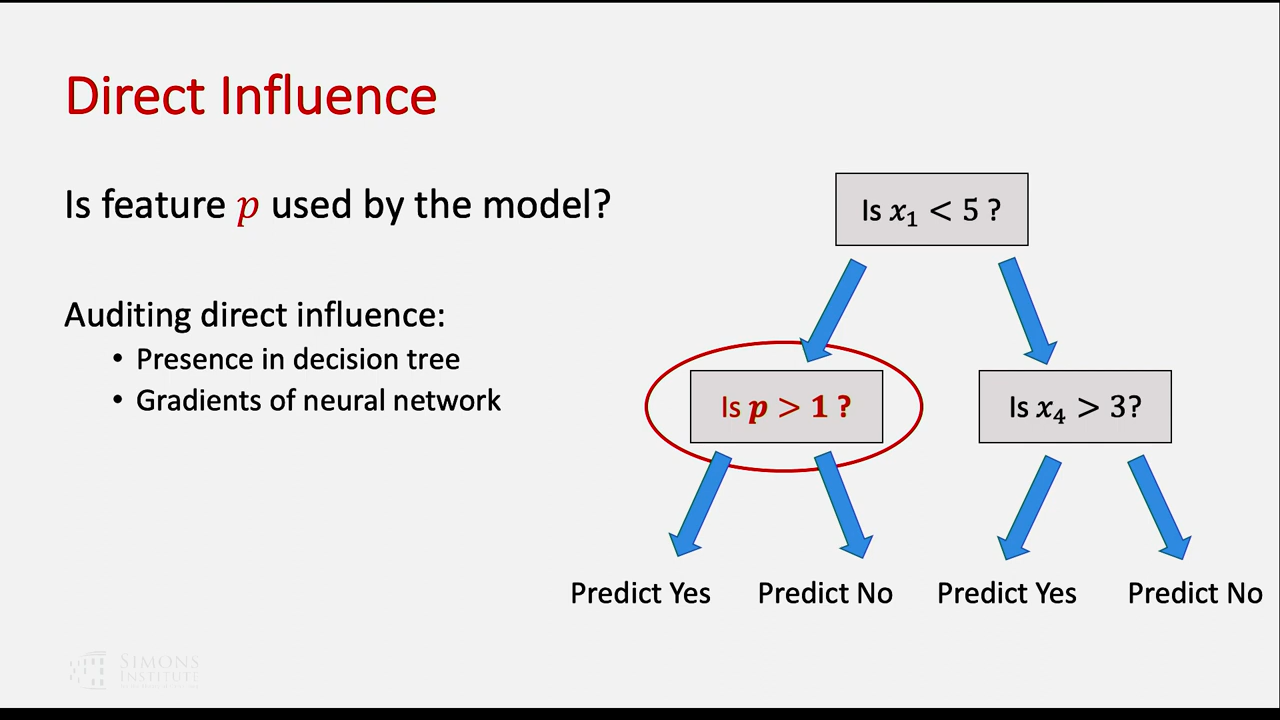 Direct Influence
Is feature p used by the model?
Auditing direct influence:
• Presence in decision tree
• Gradients of neural network
Is x₁ < 5 ?
Is p > 1 ?
Is x₄ > 3?
Predict Yes
Predict No
Predict Yes
Predict No
SIMONS
INSTITUTE